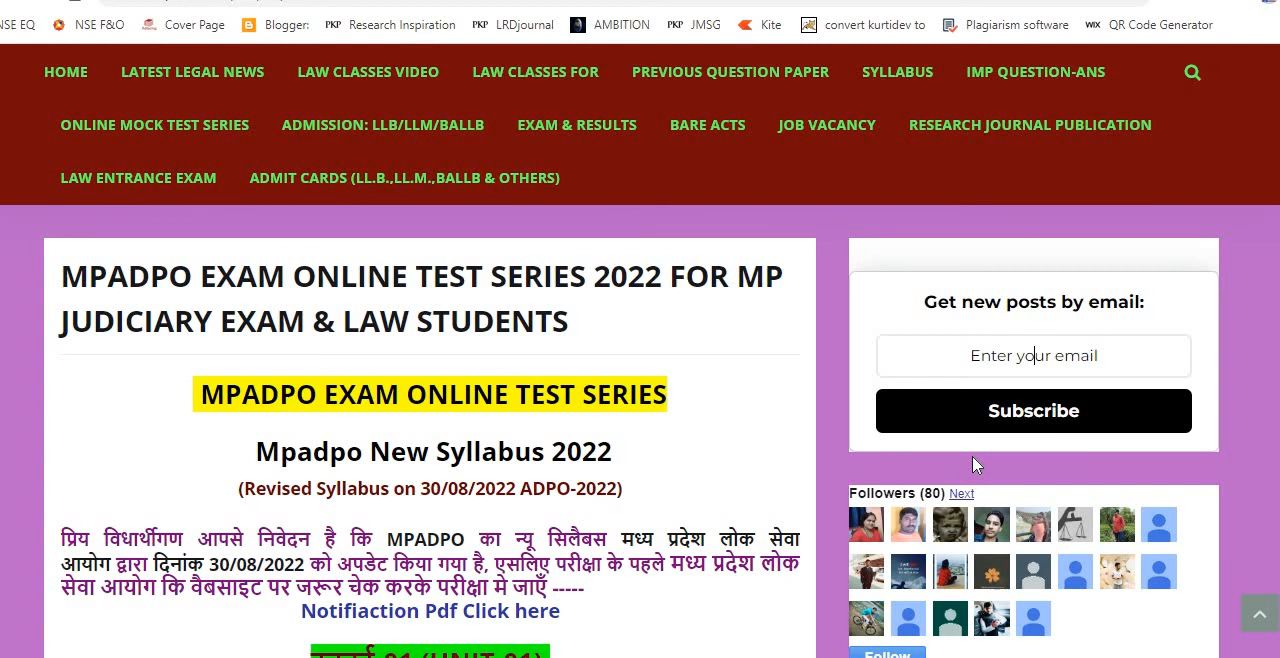 NSE EQ NSE F&O Cover Page Blogger: PKP Research Inspiration PKP LRDjournal AMBITION PKP JMSG Kite convert kurtidev to Plagiarism software WIX QR Code Generator
HOME LATEST LEGAL NEWS LAW CLASSES VIDEO LAW CLASSES FOR PREVIOUS QUESTION PAPER SYLLABUS IMP QUESTION-ANS
ONLINE MOCK TEST SERIES ADMISSION: LLB/LLM/BALLB EXAM & RESULTS BARE ACTS JOB VACANCY RESEARCH JOURNAL PUBLICATION
LAW ENTRANCE EXAM ADMIT CARDS (LL.B.,LL.M.,BALLB & OTHERS)
MPADPO EXAM ONLINE TEST SERIES 2022 FOR MP
JUDICIARY EXAM & LAW STUDENTS
MPADPO EXAM ONLINE TEST SERIES
Mpadpo New Syllabus 2022
(Revised Syllabus on 30/08/2022 ADPO-2022)
प्रिय विधार्थीगण आपसे निवेदन है कि MPADPO का न्यू सिलैबस मध्य प्रदेश लोक सेवा
आयोग द्वारा दिनांक 30/08/2022 को अपडेट किया गया है, एसलिए परीक्षा के पहले मध्य प्रदेश लोक
सेवा आयोग कि वैबसाइट पर जरूर चेक करके परीक्षा मे जाएँ -----
Notifiaction Pdf Click here
Get new posts by email:
Enter your email
Subscribe
Followers (80) Next
Follow